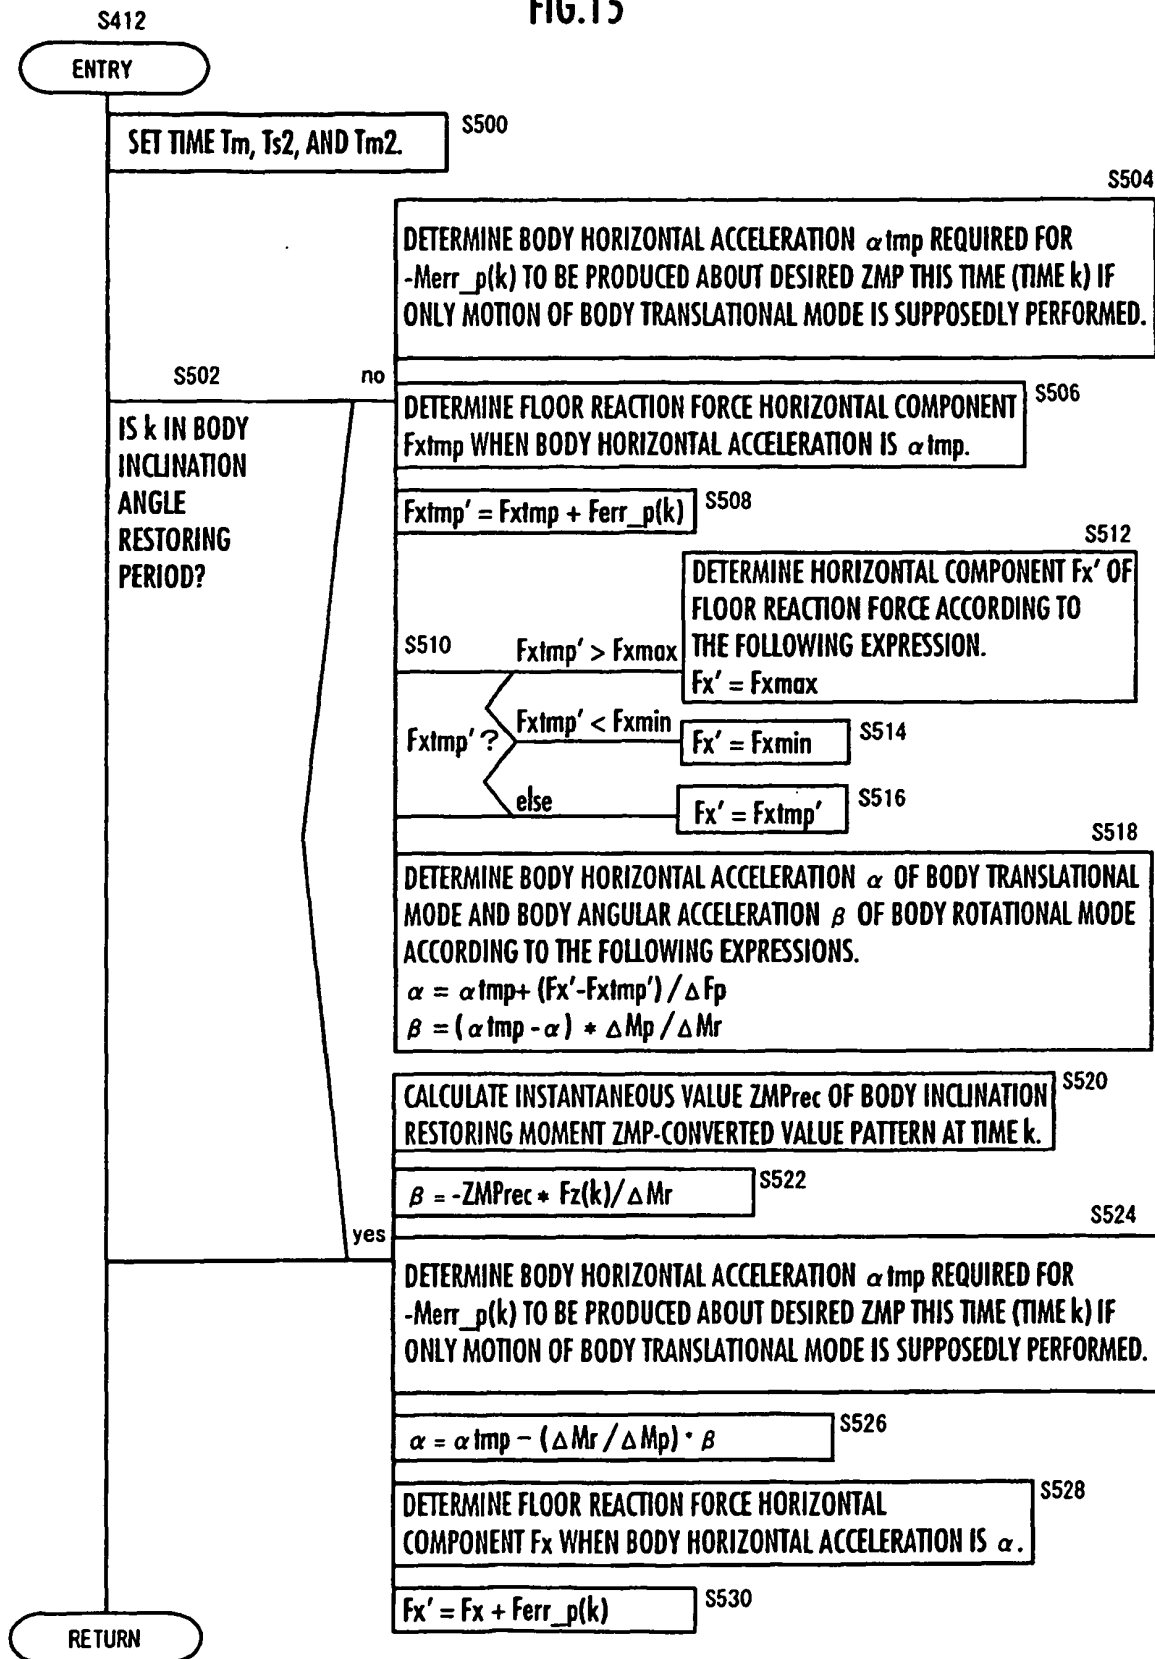 FIG.15
S412
ENTRY
SET TIME Tm, Ts2, AND Tm2.
S500
S504
DETERMINE BODY HORIZONTAL ACCELERATION αtmp REQUIRED FOR
-Merr_p(k) TO BE PRODUCED ABOUT DESIRED ZMP THIS TIME (TIME k) IF
ONLY MOTION OF BODY TRANSLATIONAL MODE IS SUPPOSEDLY PERFORMED.
S502
no
IS k IN BODY
INCLINATION
ANGLE
RESTORING
PERIOD?
DETERMINE FLOOR REACTION FORCE HORIZONTAL COMPONENT
Fxtmp WHEN BODY HORIZONTAL ACCELERATION IS αtmp.
S506
Fxtmp' = Fxtmp + Ferr_p(k)
S508
S512
DETERMINE HORIZONTAL COMPONENT Fx' OF
FLOOR REACTION FORCE ACCORDING TO
THE FOLLOWING EXPRESSION.
Fx' = Fxmax
S510
Fxtmp' > Fxmax
Fxtmp' ?
Fxtmp' < Fxmin
Fx' = Fxmin
S514
else
Fx' = Fxtmp'
S516
S518
DETERMINE BODY HORIZONTAL ACCELERATION α OF BODY TRANSLATIONAL
MODE AND BODY ANGULAR ACCELERATION β OF BODY ROTATIONAL MODE
ACCORDING TO THE FOLLOWING EXPRESSIONS.
α = αtmp+ (Fx'-Fxtmp') / ΔFp
β = (αtmp - α) * ΔMp / ΔMr
CALCULATE INSTANTANEOUS VALUE ZMPrec OF BODY INCLINATION
RESTORING MOMENT ZMP-CONVERTED VALUE PATTERN AT TIME k.
S520
β = -ZMPrec * Fz(k) / ΔMr
S522
yes
S524
DETERMINE BODY HORIZONTAL ACCELERATION αtmp REQUIRED FOR
-Merr_p(k) TO BE PRODUCED ABOUT DESIRED ZMP THIS TIME (TIME k) IF
ONLY MOTION OF BODY TRANSLATIONAL MODE IS SUPPOSEDLY PERFORMED.
α = αtmp - (ΔMr / ΔMp) · β
S526
DETERMINE FLOOR REACTION FORCE HORIZONTAL
COMPONENT Fx WHEN BODY HORIZONTAL ACCELERATION IS α.
S528
Fx' = Fx + Ferr_p(k)
S530
RETURN